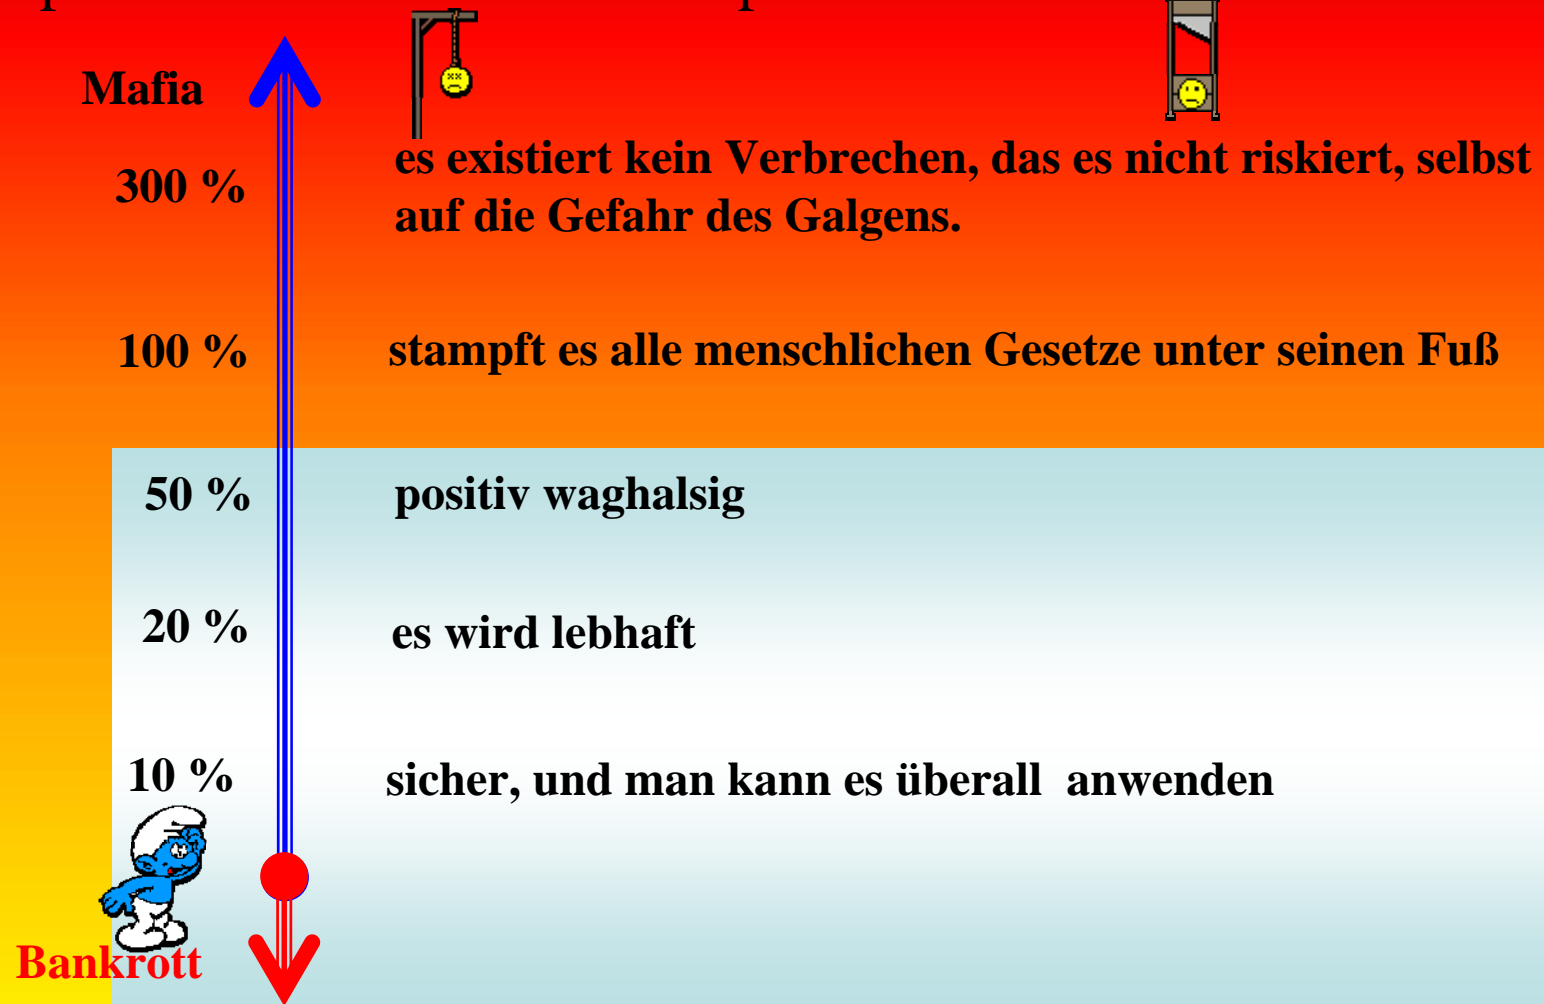 Mafia
300 %
es existiert kein Verbrechen, das es nicht riskiert, selbst
auf die Gefahr des Galgens.
100 %
stampft es alle menschlichen Gesetze unter seinen Fuß
50 %
positiv waghalsig
20 %
es wird lebhaft
10 %
sicher, und man kann es überall anwenden
Bankrott